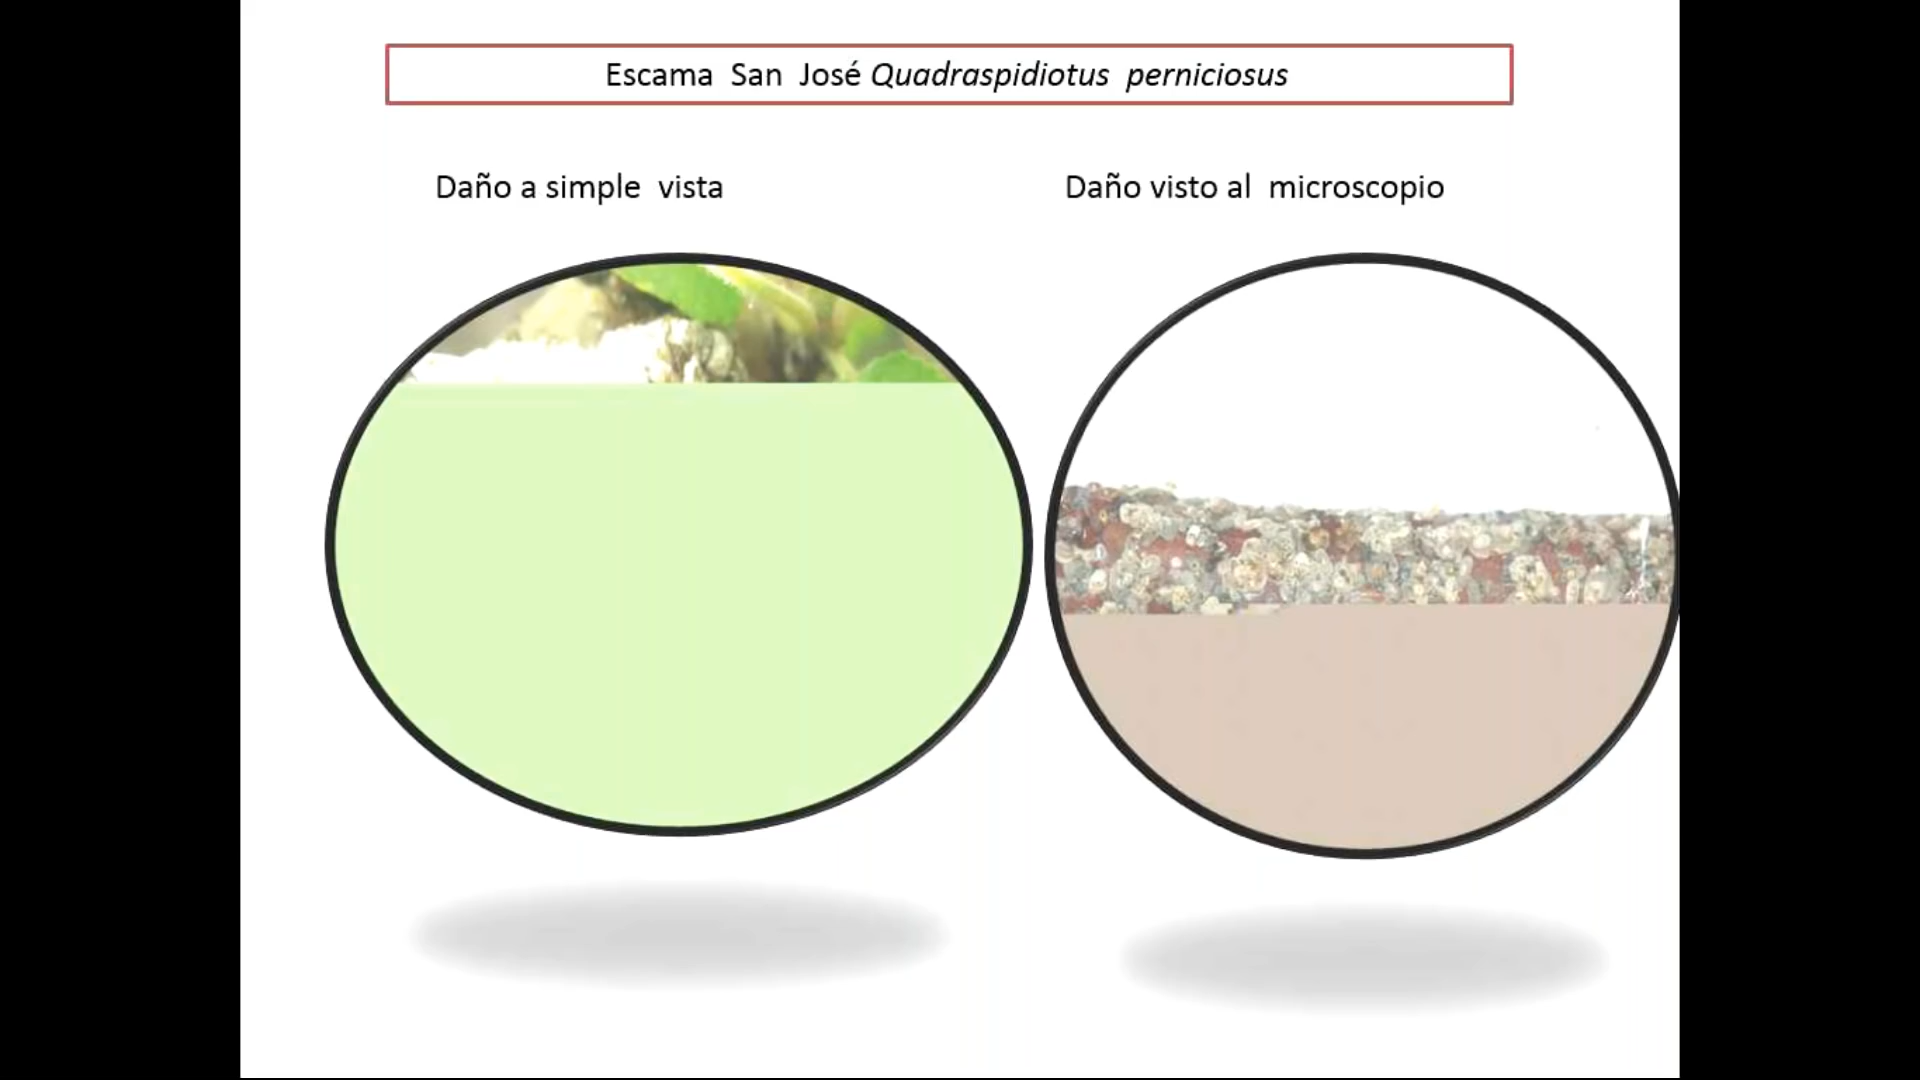 Escama San José Quadraspidiotus perniciosus
Daño a simple vista
Daño visto al microscopio